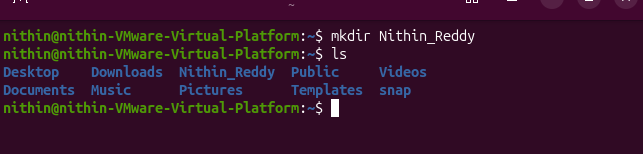 ~
nithin@nithin-VMware-Virtual-Platform:~$ mkdir Nithin_Reddy
nithin@nithin-VMware-Virtual-Platform:~$ ls
Desktop    Downloads  Nithin_Reddy  Public     Videos
Documents  Music      Pictures      Templates  snap
nithin@nithin-VMware-Virtual-Platform:~$